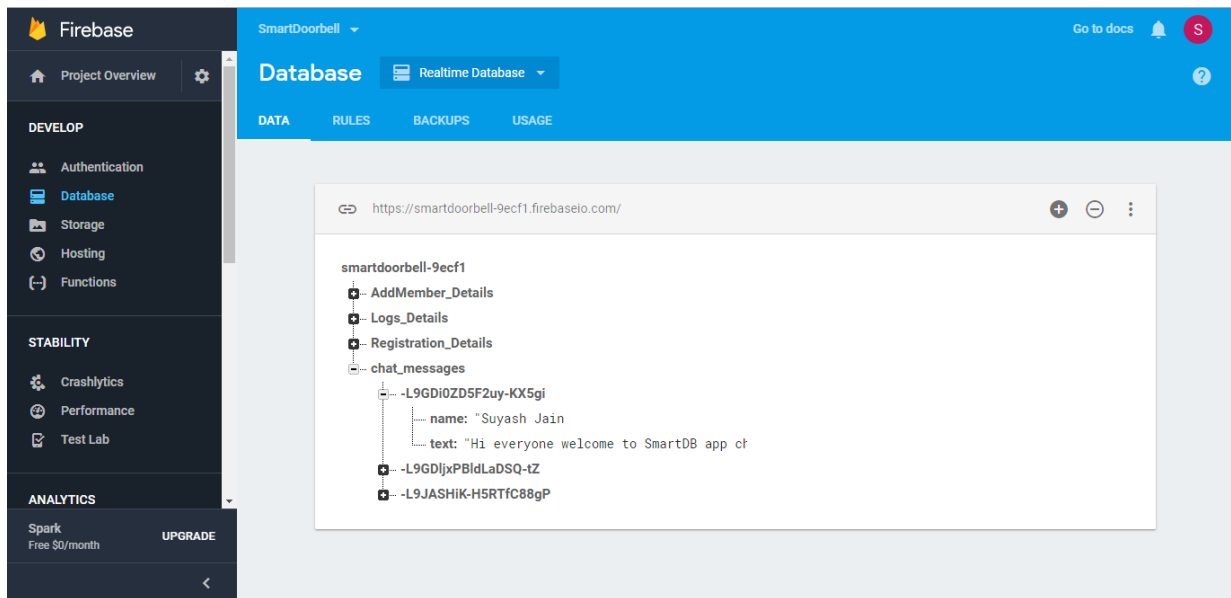 Firebase
Project Overview
DEVELOP
Authentication
Database
Storage
Hosting
Functions
STABILITY
Crashlytics
Performance
Test Lab
ANALYTICS
Spark
Free $0/month
UPGRADE
SmartDoorbell
Go to docs
S
Database
Realtime Database
DATA RULES BACKUPS USAGE
https://smartdoorbell-9ecf1.firebaseio.com/
smartdoorbell-9ecf1
AddMember_Details
Logs_Details
Registration_Details
chat_messages
-L9GDi0ZD5F2uy-KX5gi
name: "Suyash Jain
text: "Hi everyone welcome to SmartDB app ch
-L9GDljxPBldLaDSQ-tZ
-L9JASHiK-H5RTfC88gP